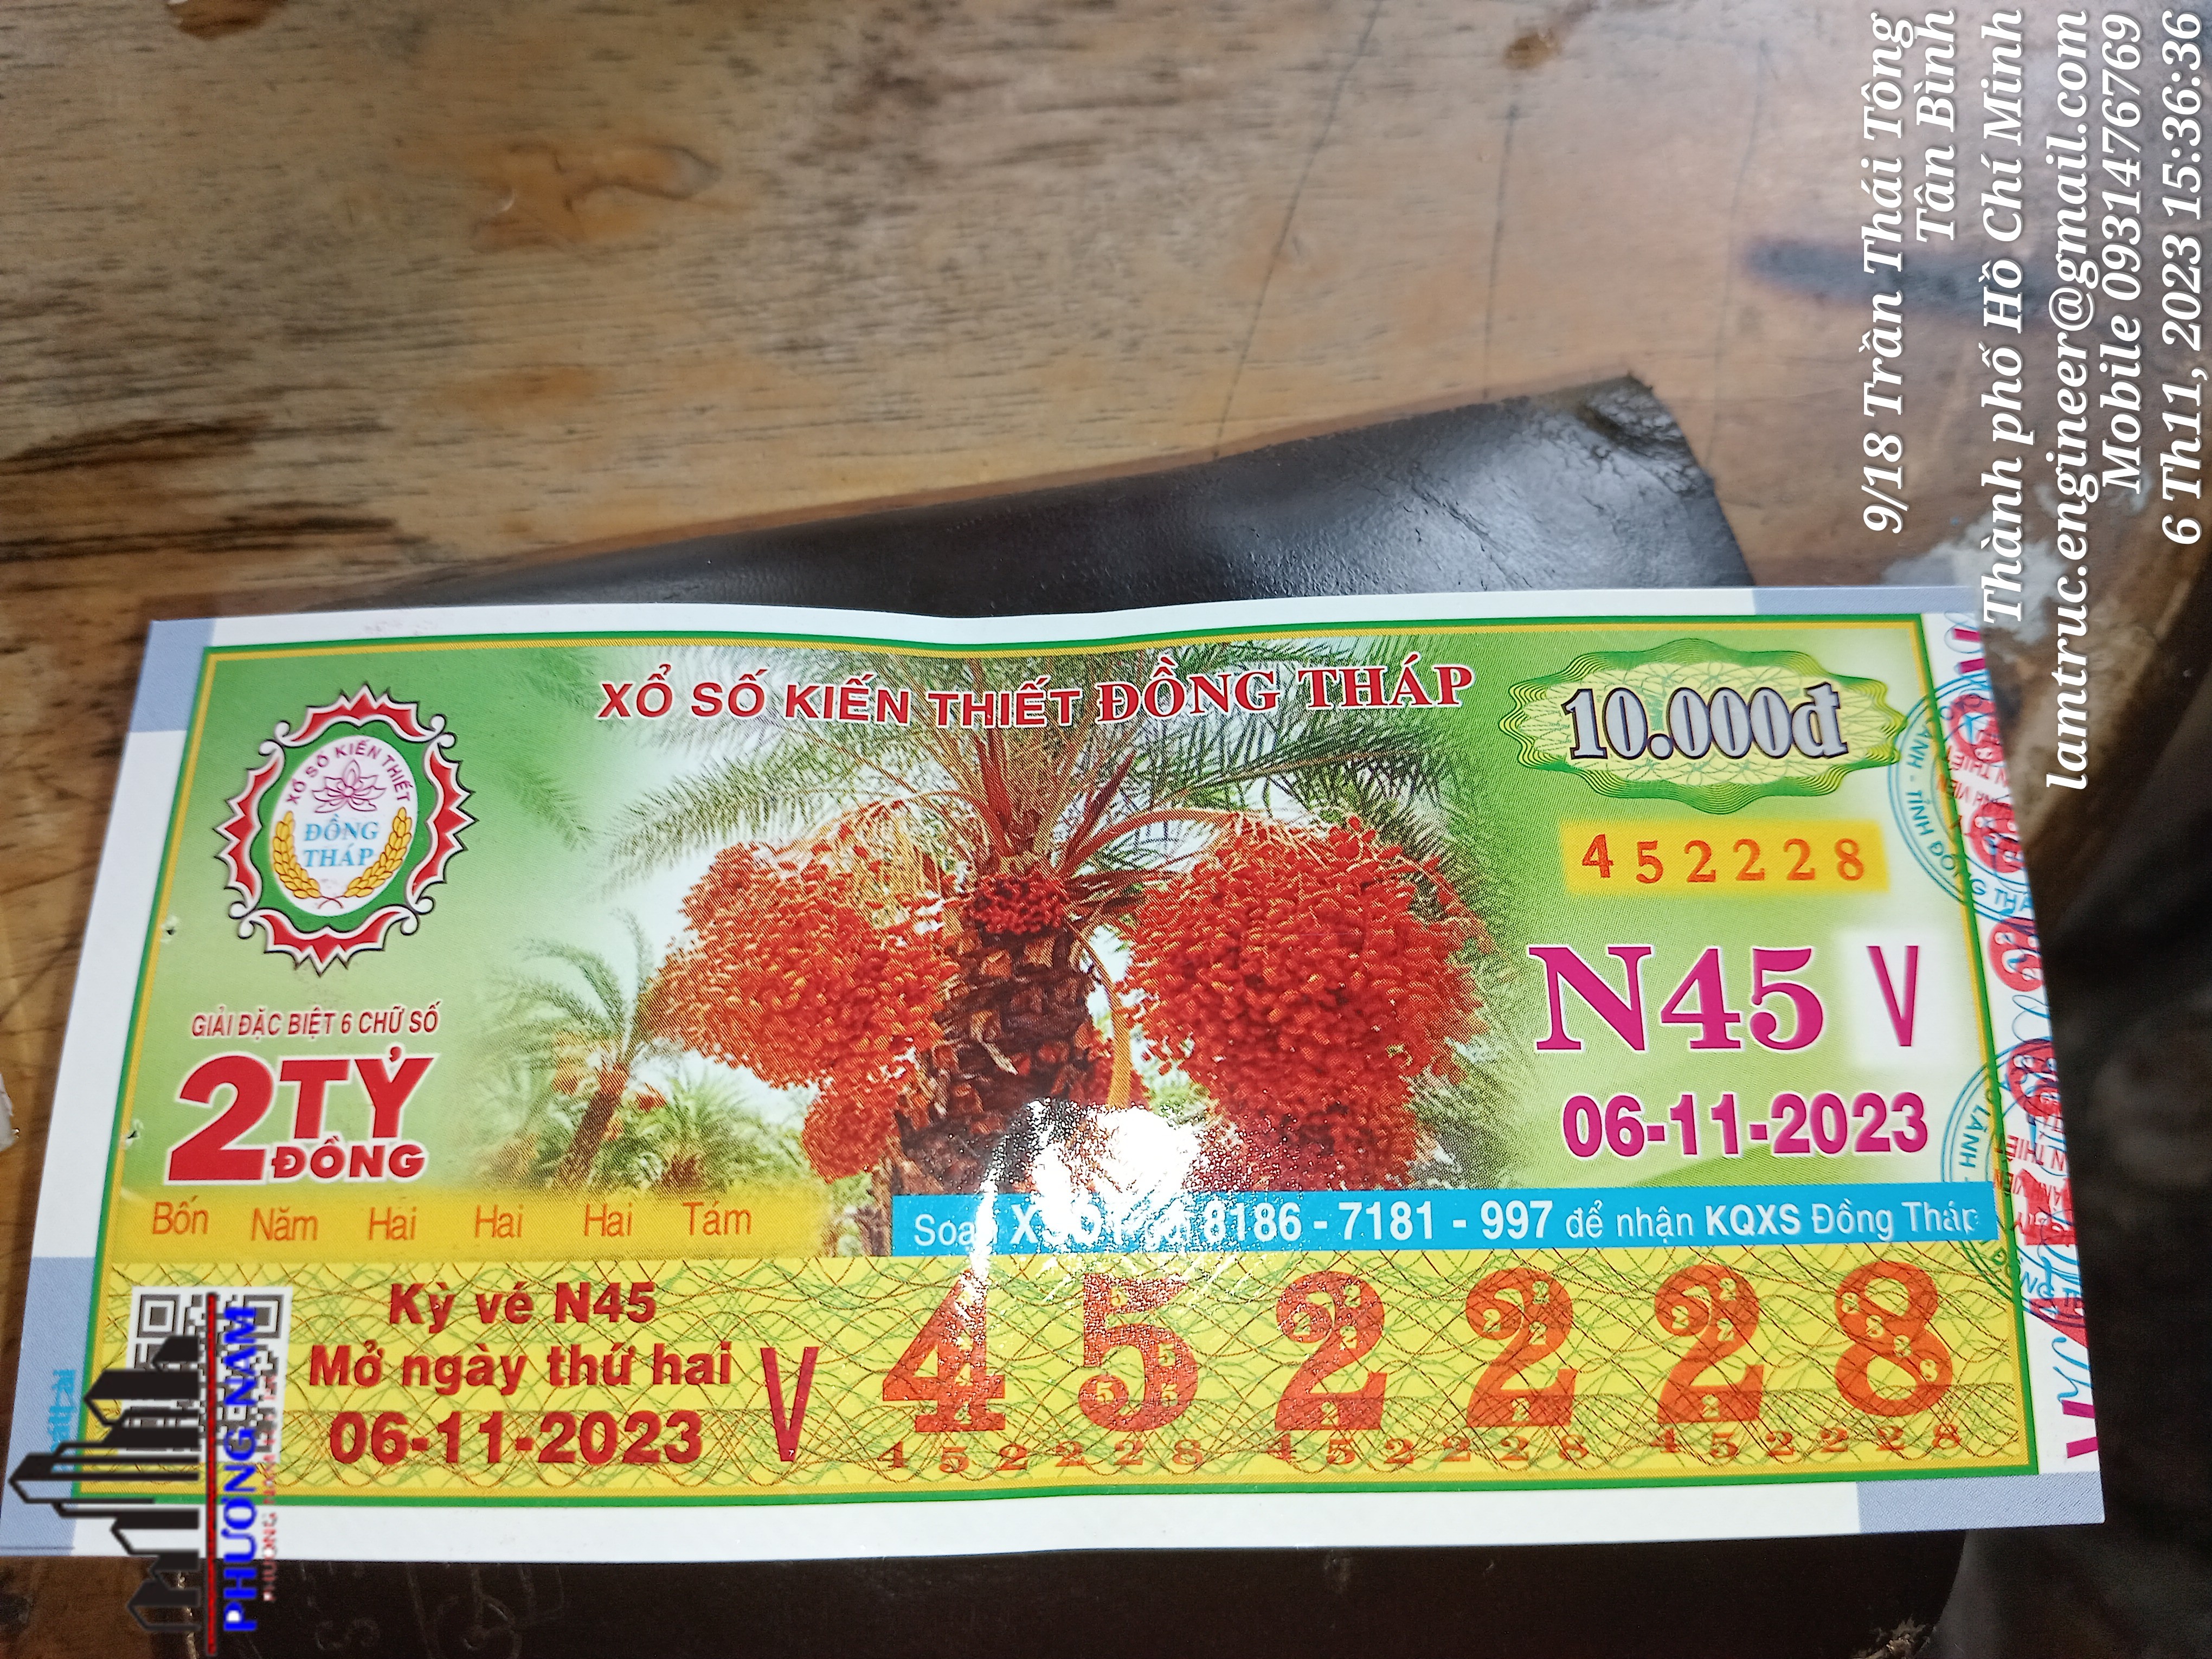 9/18 Trần Thái Tông
Tân Bình
Thành phố Hồ Chí Minh
lamtruc.engineer@gmail.com
Mobile 0931476769
6 Th11, 2023 15:36:36
XỔ SỐ KIẾN THIẾT ĐỒNG THÁP
10.000đ
XỔ SỐ KIẾN THIẾT
ĐỒNG
THÁP
452228
N45 V
06-11-2023
GIẢI ĐẶC BIỆT 6 CHỮ SỐ
2 TỶ
ĐỒNG
Bốn Năm Hai Hai Hai Tám
8186 - 7181 - 997 để nhận KQXS Đồng Tháp
Kỳ vé N45
Mở ngày thứ hai
06-11-2023
V
452228
452228 452228 452228
PHƯƠNG NAM